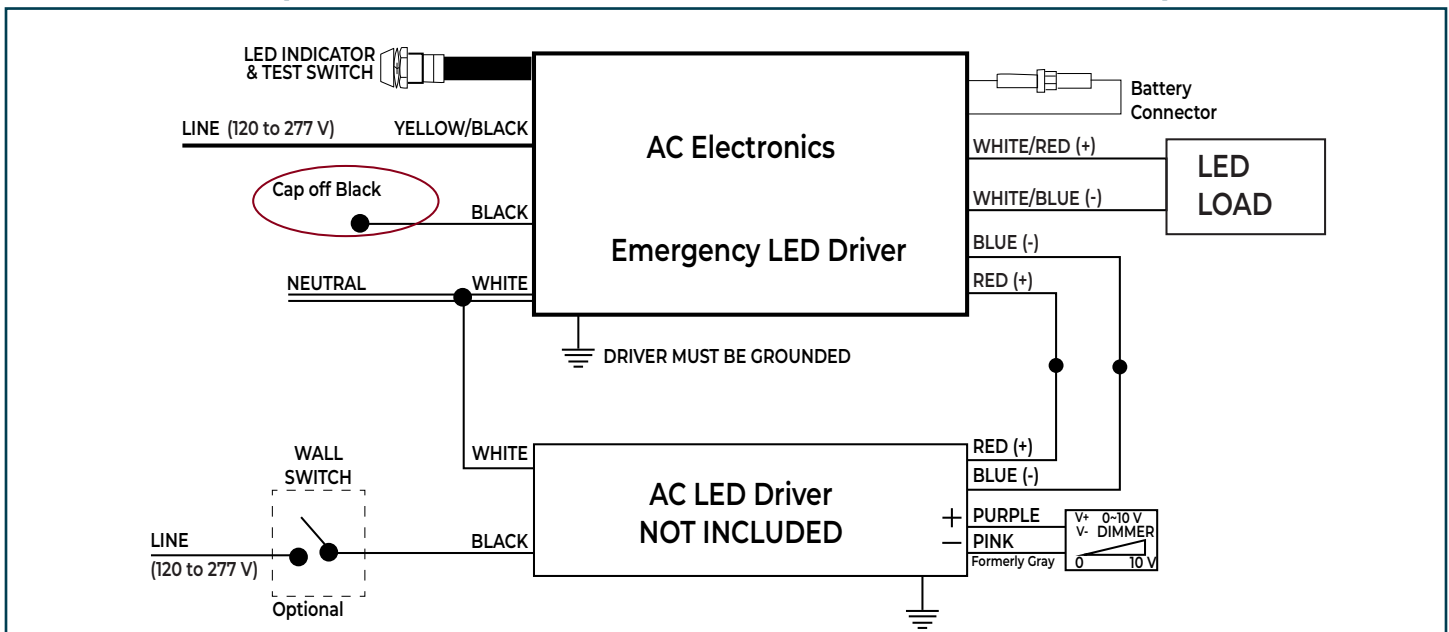 LED INDICATOR
& TEST SWITCH
LINE (120 to 277 V)
YELLOW/BLACK
Cap off Black
BLACK
NEUTRAL
WHITE
AC Electronics
Emergency LED Driver
DRIVER MUST BE GROUNDED
Battery
Connector
WHITE/RED (+)
WHITE/BLUE (-)
LED
LOAD
BLUE (-)
RED (+)
WALL
SWITCH
LINE
(120 to 277 V)
Optional
WHITE
BLACK
AC LED Driver
NOT INCLUDED
RED (+)
BLUE (-)
+ PURPLE
— PINK
Formerly Gray
V+ 0~10 V
V- DIMMER
0 10 V